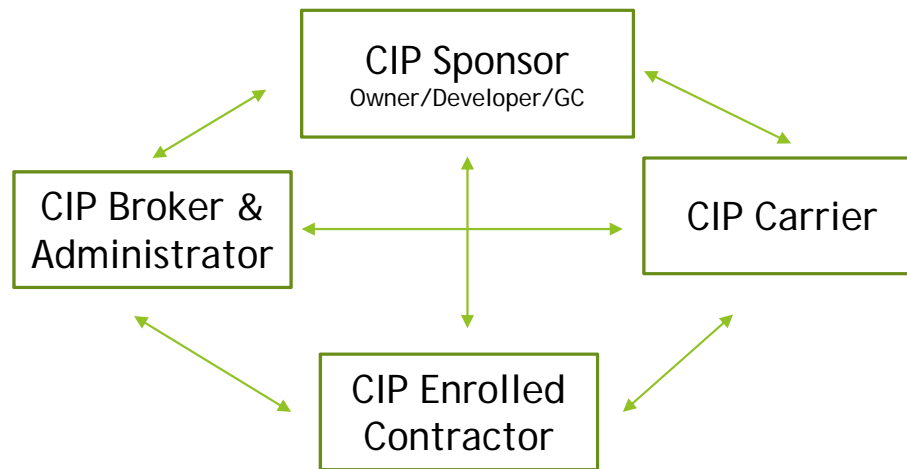 CIP Sponsor
Owner/Developer/GC
CIP Broker &
Administrator
CIP Carrier
CIP Enrolled
Contractor